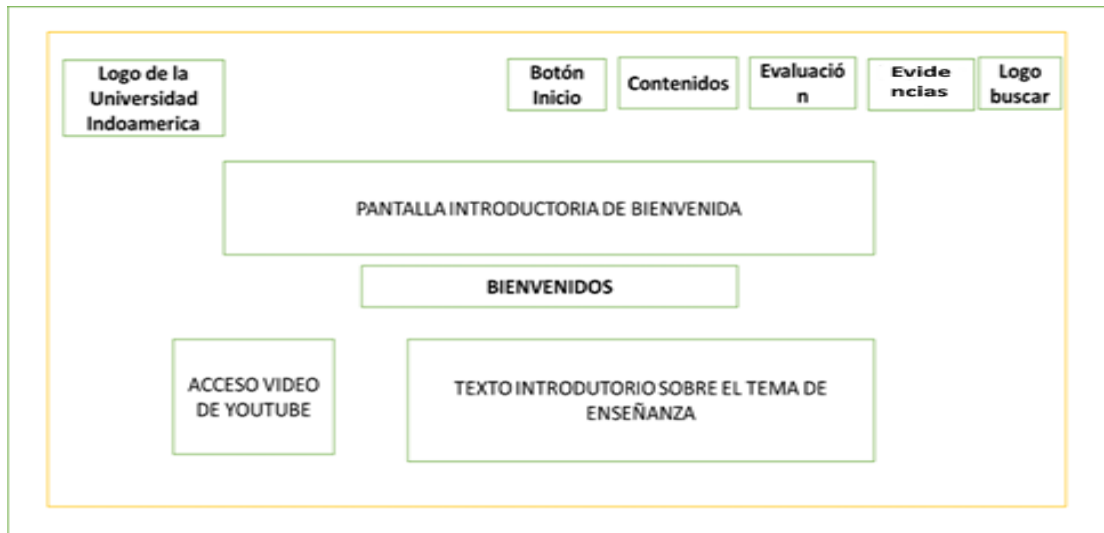 Logo de la
Universidad
Indoamerica
Botón
Inicio
Contenidos
Evaluació
n
Evide
ncias
Logo
buscar
PANTALLA INTRODUCTORIA DE BIENVENIDA
BIENVENIDOS
ACCESO VIDEO
DE YOUTUBE
TEXTO INTRODUTORIO SOBRE EL TEMA DE
ENSEÑANZA